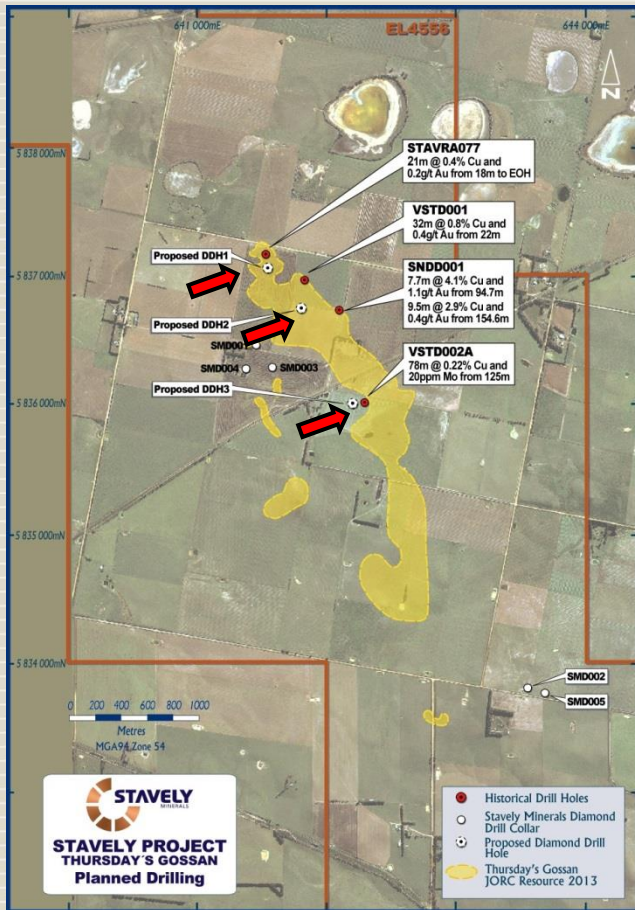 641 000mE
644 000mE
EL4556
N
5 838 000mN
STAVRA077
21m @ 0.4% Cu and
0.2g/t Au from 18m to EOH
VSTD001
32m @ 0.8% Cu and
0.4g/t Au from 22m
Proposed DDH1
5 837 000mN
SNDD001
7.7m @ 4.1% Cu and
1.1g/t Au from 94.7m
9.5m @ 2.9% Cu and
0.4g/t Au from 154.6m
Proposed DDH2
SMD001
SMD004
SMD003
VSTD002A
78m @ 0.22% Cu and
20ppm Mo from 125m
Proposed DDH3
5 836 000mN
5 835 000mN
5 834 000mN
SMD002
SMD005
0 200 400 600 800 1000
Metres
MGA94 Zone 54
STAVELY
MINERALS
STAVELY PROJECT
THURSDAY'S GOSSAN
Planned Drilling
Historical Drill Holes
Stavely Minerals Diamond
Drill Collar
Proposed Diamond Drill
Hole
Thursday's Gossan
JORC Resource 2013